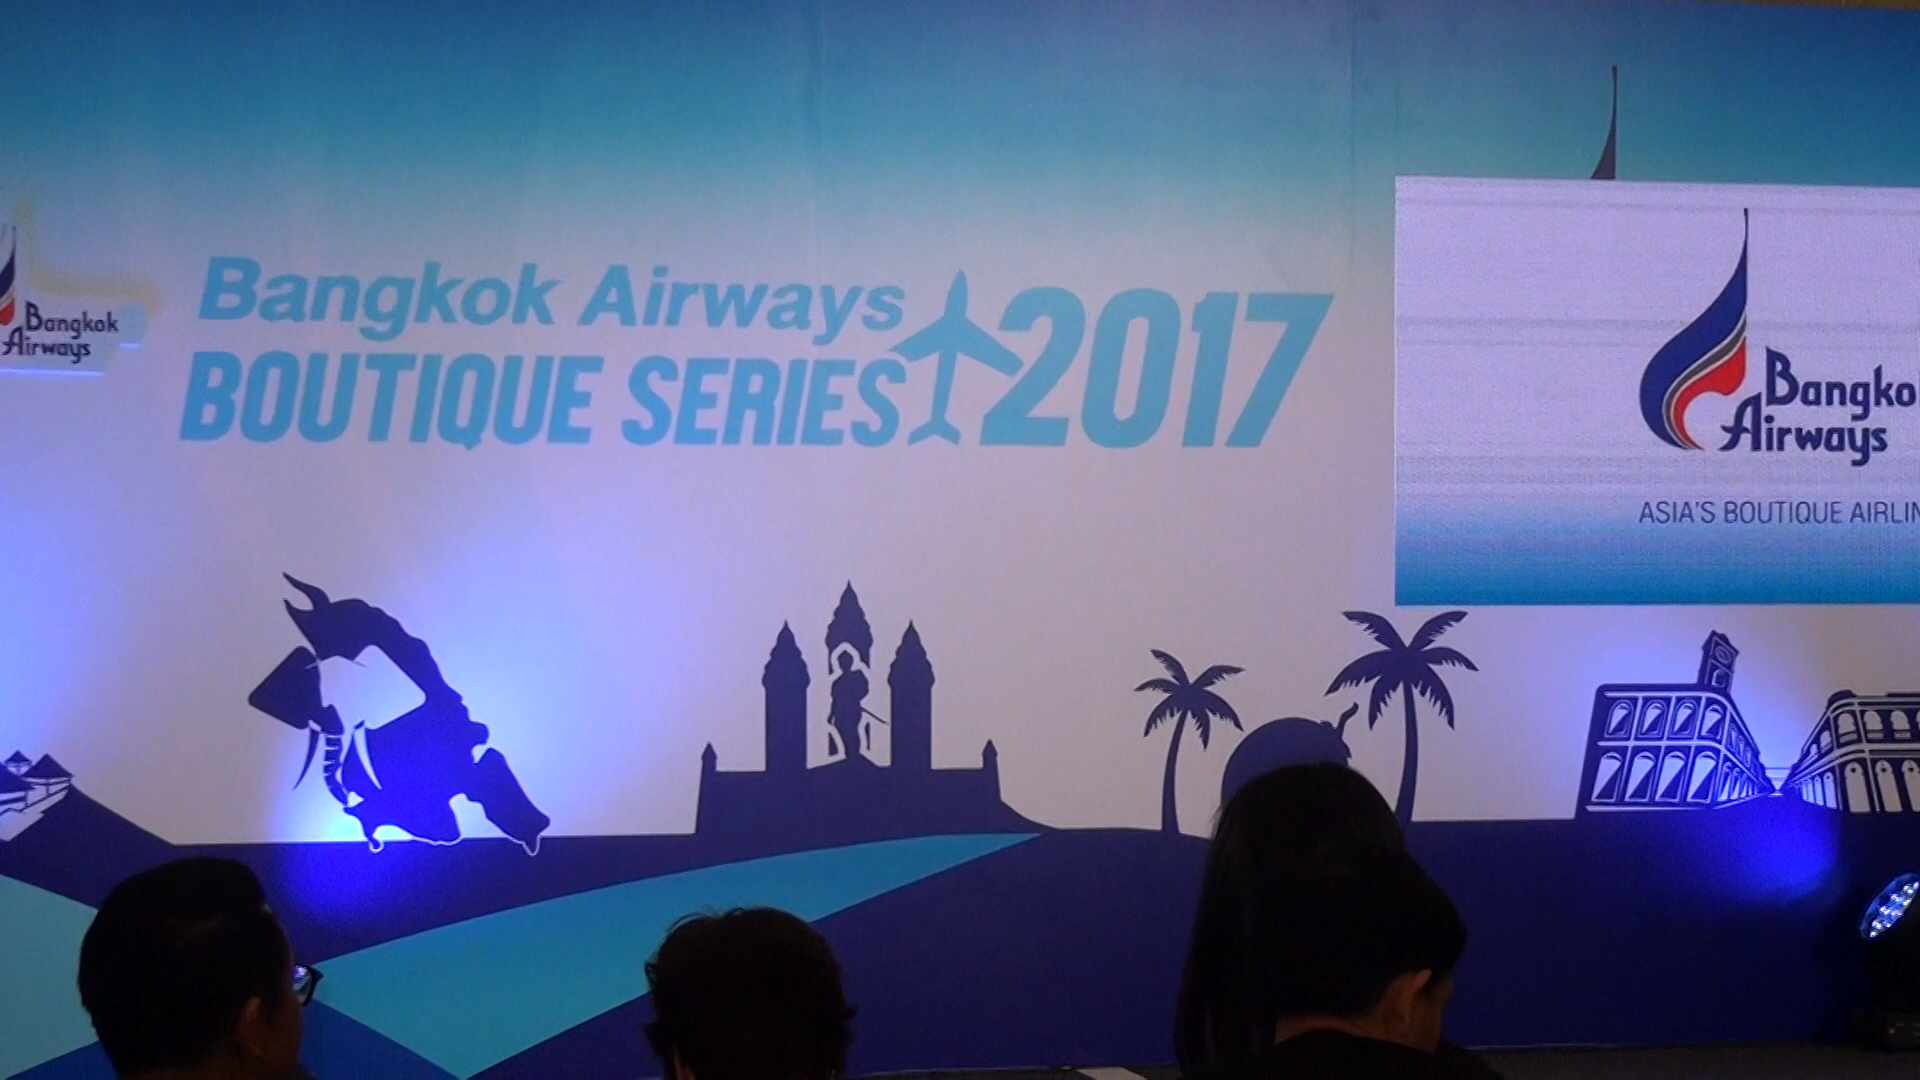 Bangkok
Airways
Bangkok Airways
BOUTIQUE SERIES 2017
Bangko
Airways
ASIA'S BOUTIQUE AIRLIN